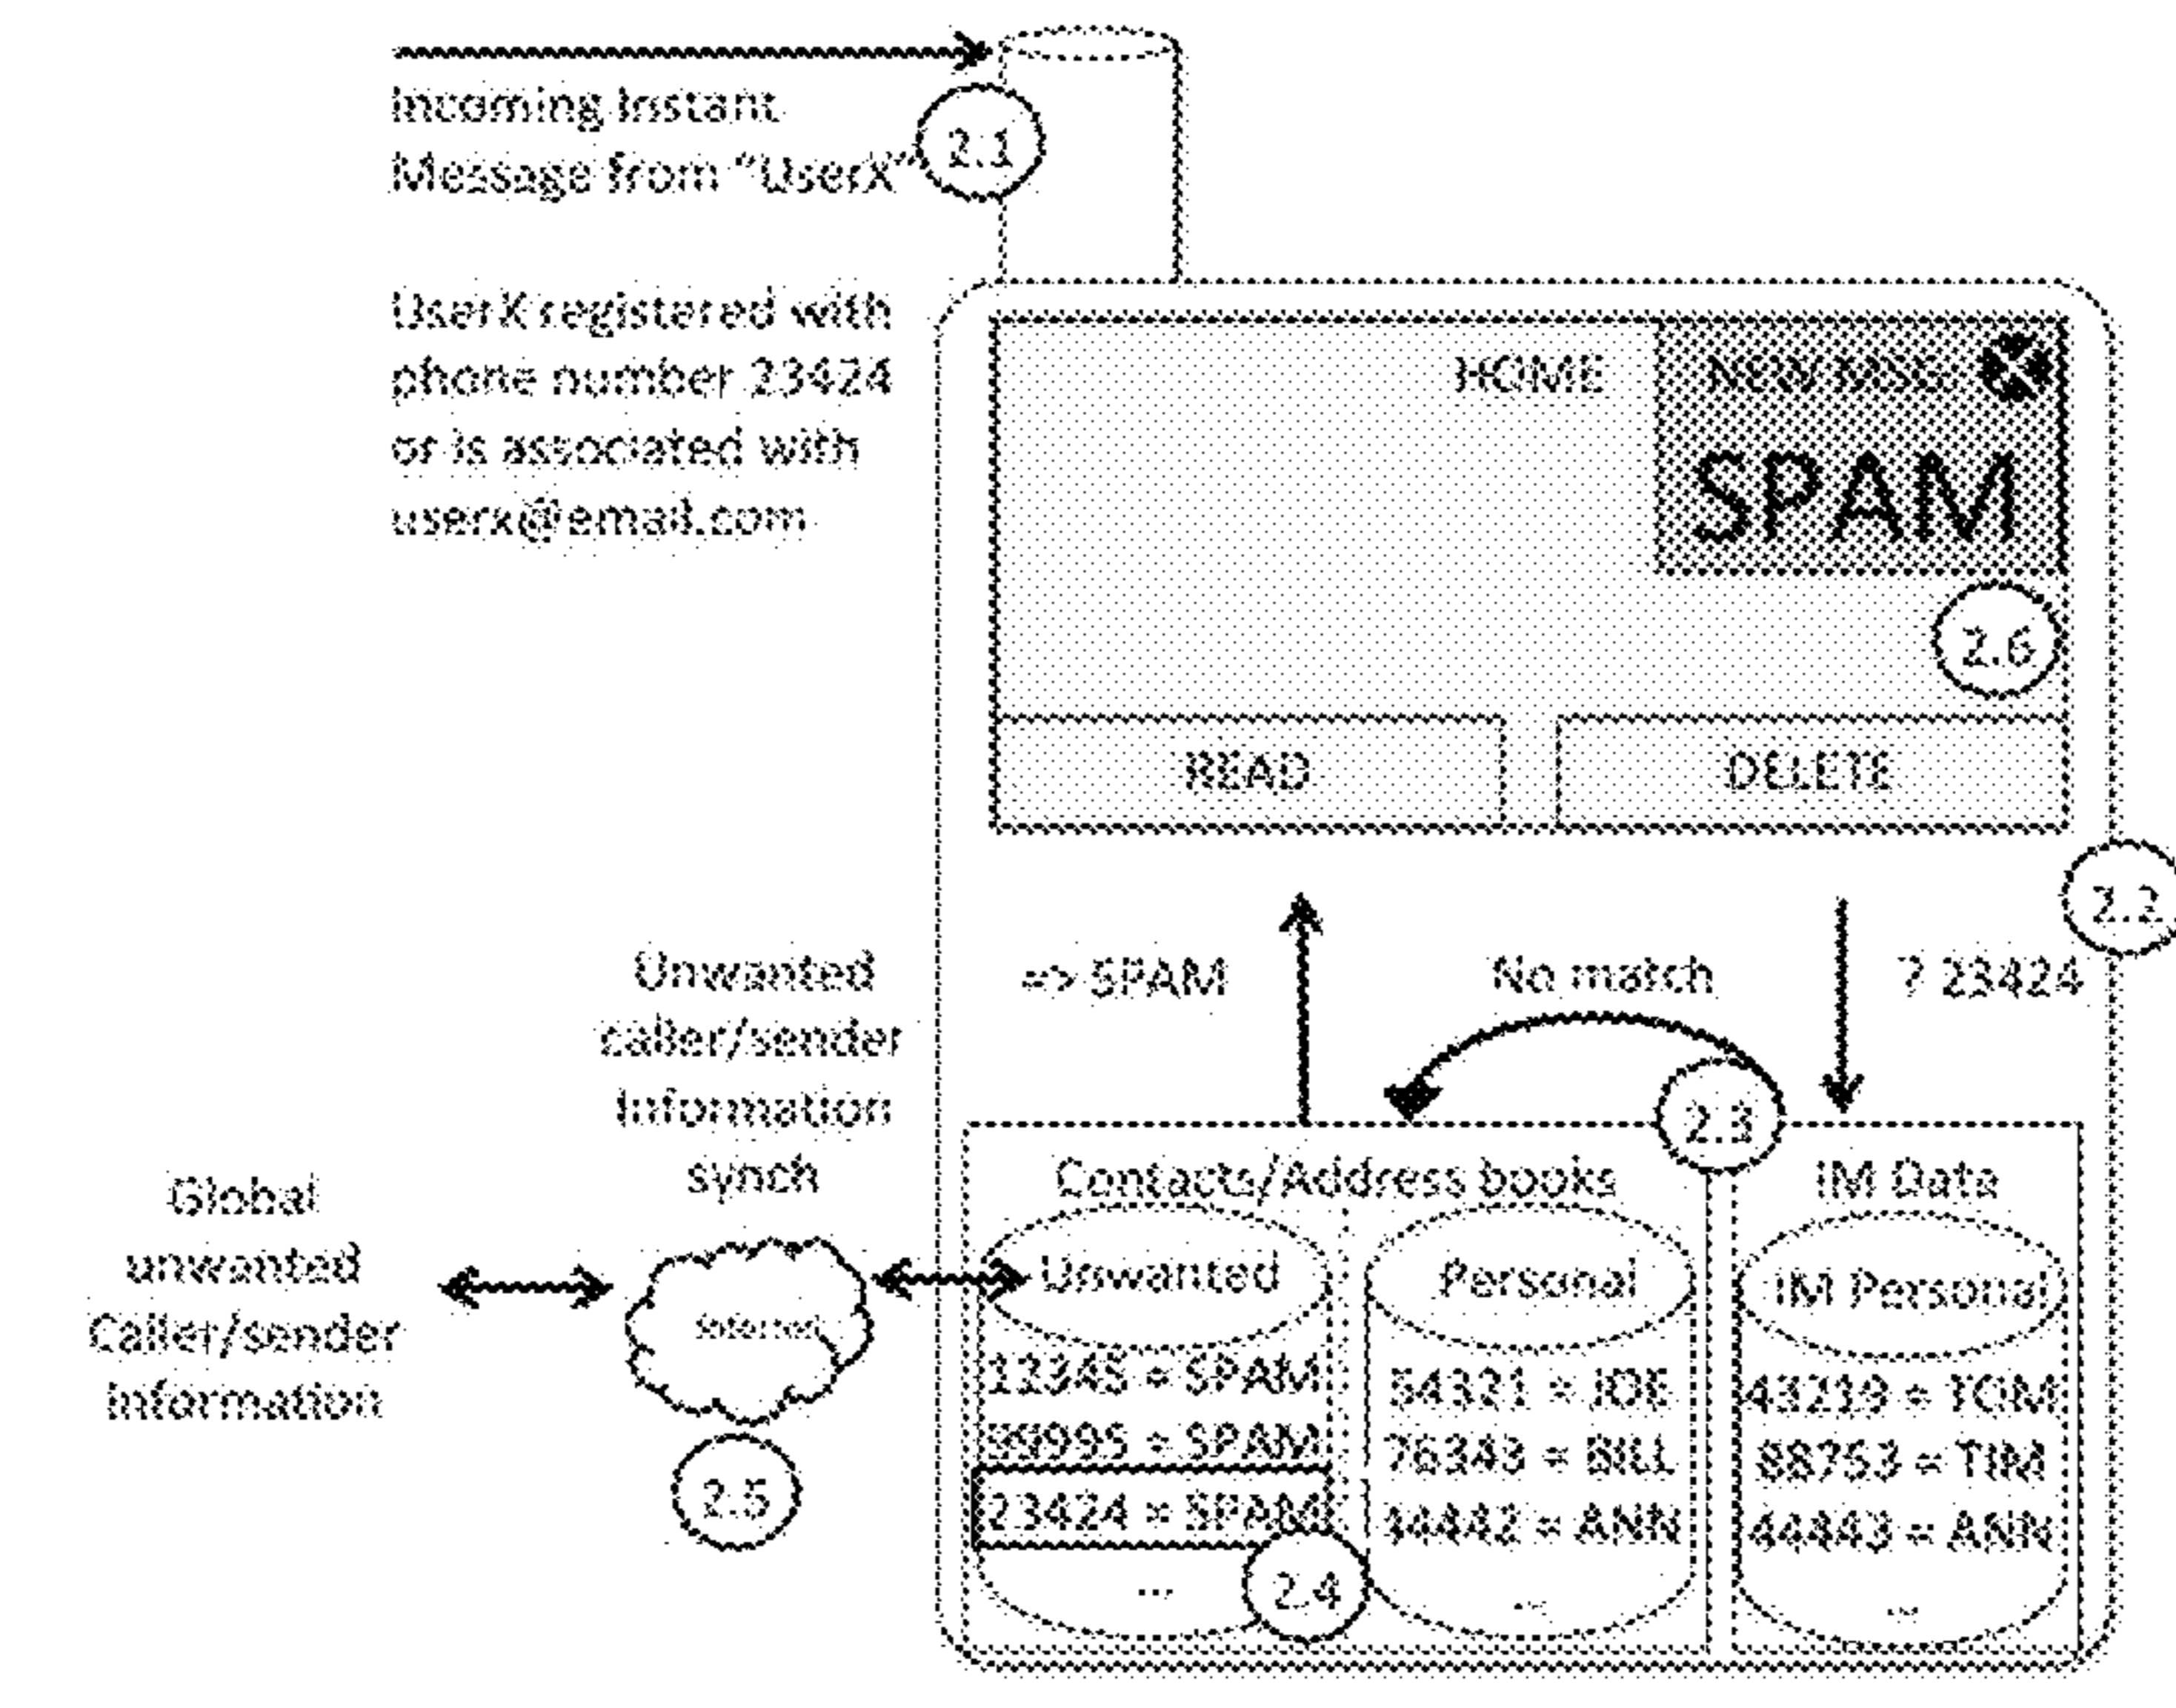 Incoming Instant
Message from "UserX"
2.1
UserX registered with
phone number 23424
or is associated with
userx@email.com
HOME
NEW MSG
SPAM
2.6
READ
DELETE
2.2
=> SPAM
No match
? 23424
Unwanted
caller/sender
Information
synch
2.3
Contacts/Address books
IM Data
Global
unwanted
Caller/sender
Information
Internet
2.5
Unwanted
12345 = SPAM
99995 = SPAM
23424 = SPAM
...
2.4
Personal
54321 = JOE
76343 = BILL
44442 = ANN
...
IM Personal
43219 = TOM
88753 = TIM
44443 = ANN
...